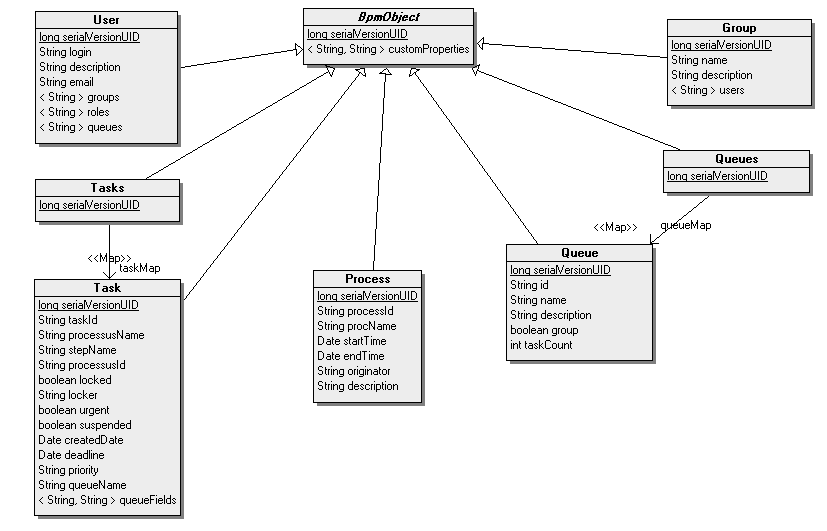 User
long serialVersionUID
String login
String description
String email
< String > groups
< String > roles
< String > queues
BpmObject
long serialVersionUID
< String, String > customProperties
Group
long serialVersionUID
String name
String description
< String > users
Tasks
long serialVersionUID
Queues
long serialVersionUID
<<Map>>
taskMap
<<Map>>
queueMap
Task
long serialVersionUID
String taskId
String processusName
String stepName
String processusId
boolean locked
String locker
boolean urgent
boolean suspended
Date createdDate
Date deadline
String priority
String queueName
< String, String > queueFields
Process
long serialVersionUID
String processId
String procName
Date startTime
Date endTime
String originator
String description
Queue
long serialVersionUID
String id
String name
String description
boolean group
int taskCount